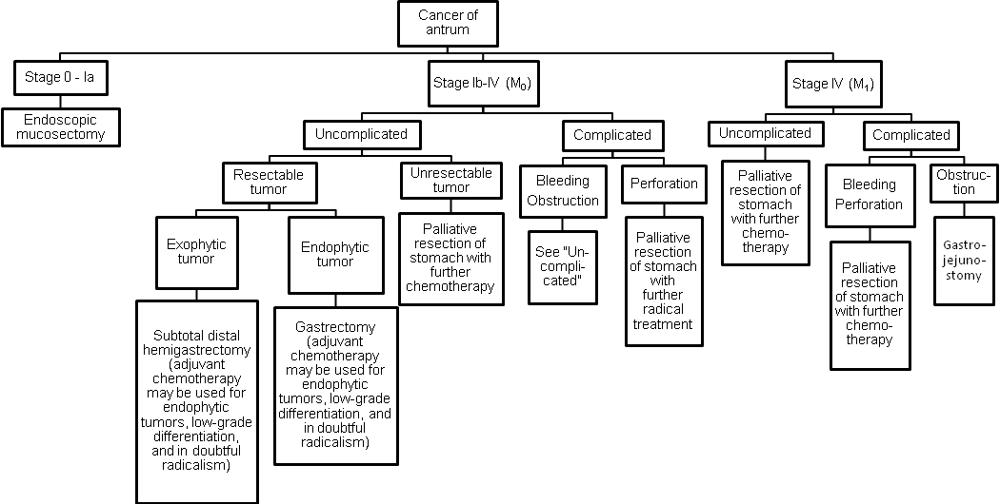 Cancer of
antrum
Stage 0 - Ia
Stage Ib-IV (M0)
Stage IV (M1)
Endoscopic
mucosectomy
Uncomplicated
Complicated
Uncomplicated
Complicated
Resectable
tumor
Unresectable
tumor
Bleeding
Obstruction
Perforation
Palliative
resection of
stomach
with further
chemo-
therapy
Bleeding
Perforation
Obstruc-
tion
Exophytic
tumor
Endophytic
tumor
Palliative
resection of
stomach with
further
chemotherapy
See "Un-
compli-
cated"
Palliative
resection
of stomach
with
further
radical
treatment
Palliative
resection
of stomach
with further
chemo-
therapy
Gastro-
jejuno-
stomy
Subtotal distal
hemigastrectomy
(adjuvant
chemotherapy
may be used for
endophytic
tumors, low-grade
differentiation,
and in doubtful
radicalism)
Gastrectomy
(adjuvant
chemotherapy
may be used for
endophytic
tumors, low-grade
differentiation, and
in doubtful
radicalism)